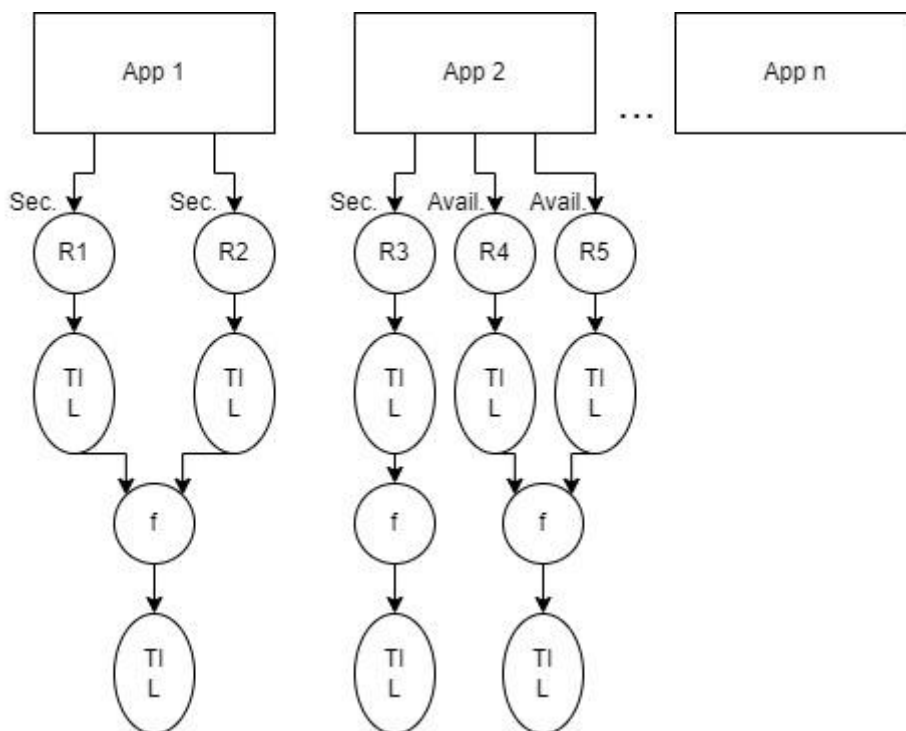 App 1
App 2
...
App n
Sec.
Sec.
Sec.
Avail.
Avail.
R1
R2
R3
R4
R5
TI
L
TI
L
TI
L
TI
L
TI
L
f
f
f
TI
L
TI
L
TI
L